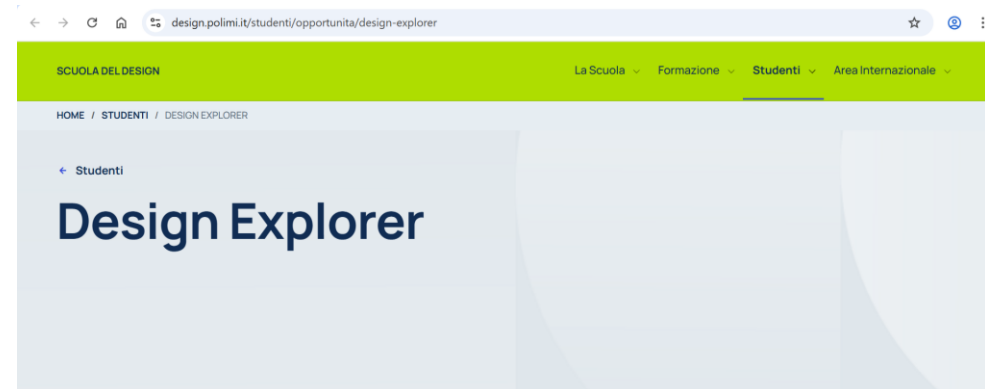 design.polimi.it/studenti/opportunita/design-explorer
SCUOLA DEL DESIGN La Scuola Formazione Studenti Area Internazionale
HOME / STUDENTI / DESIGN EXPLORER
← Studenti
Design Explorer